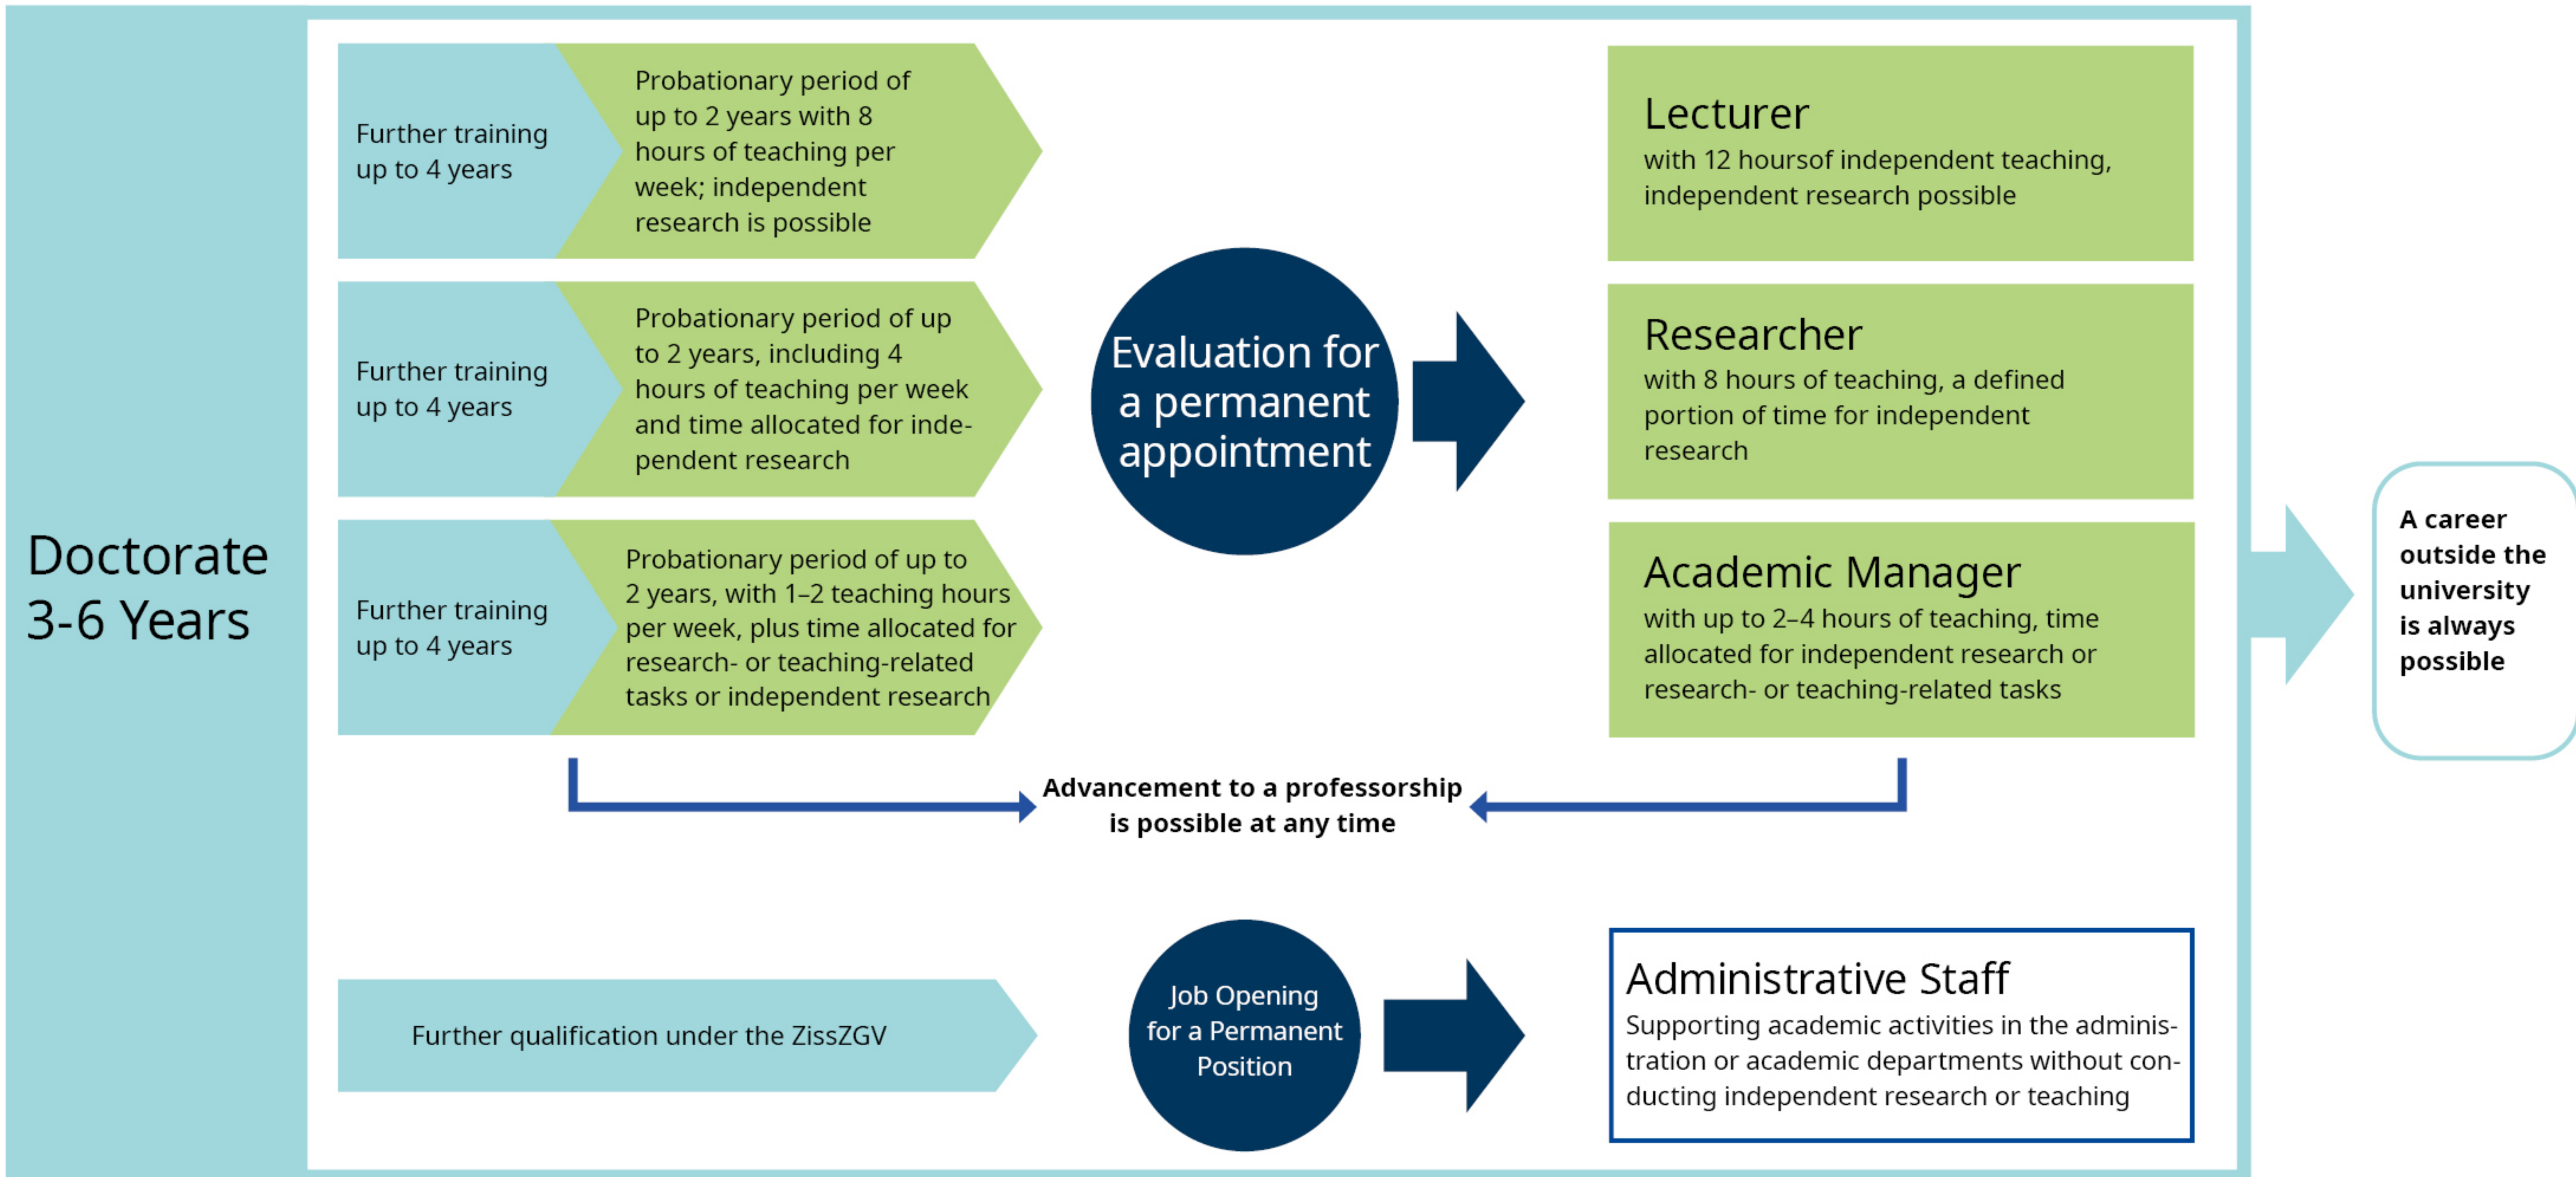 Doctorate
3-6 Years
Further training
up to 4 years
Probationary period of
up to 2 years with 8
hours of teaching per
week; independent
research is possible
Further training
up to 4 years
Probationary period of up
to 2 years, including 4
hours of teaching per week
and time allocated for inde-
pendent research
Further training
up to 4 years
Probationary period of up to
2 years, with 1–2 teaching hours
per week, plus time allocated for
research- or teaching-related
tasks or independent research
Evaluation for
a permanent
appointment
Lecturer
with 12 hoursof independent teaching,
independent research possible
Researcher
with 8 hours of teaching, a defined
portion of time for independent
research
Academic Manager
with up to 2–4 hours of teaching, time
allocated for independent research or
research- or teaching-related tasks
Advancement to a professorship
is possible at any time
Further qualification under the ZissZGV
Job Opening
for a Permanent
Position
Administrative Staff
Supporting academic activities in the adminis-
tration or academic departments without con-
ducting independent research or teaching
A career
outside the
university
is always
possible